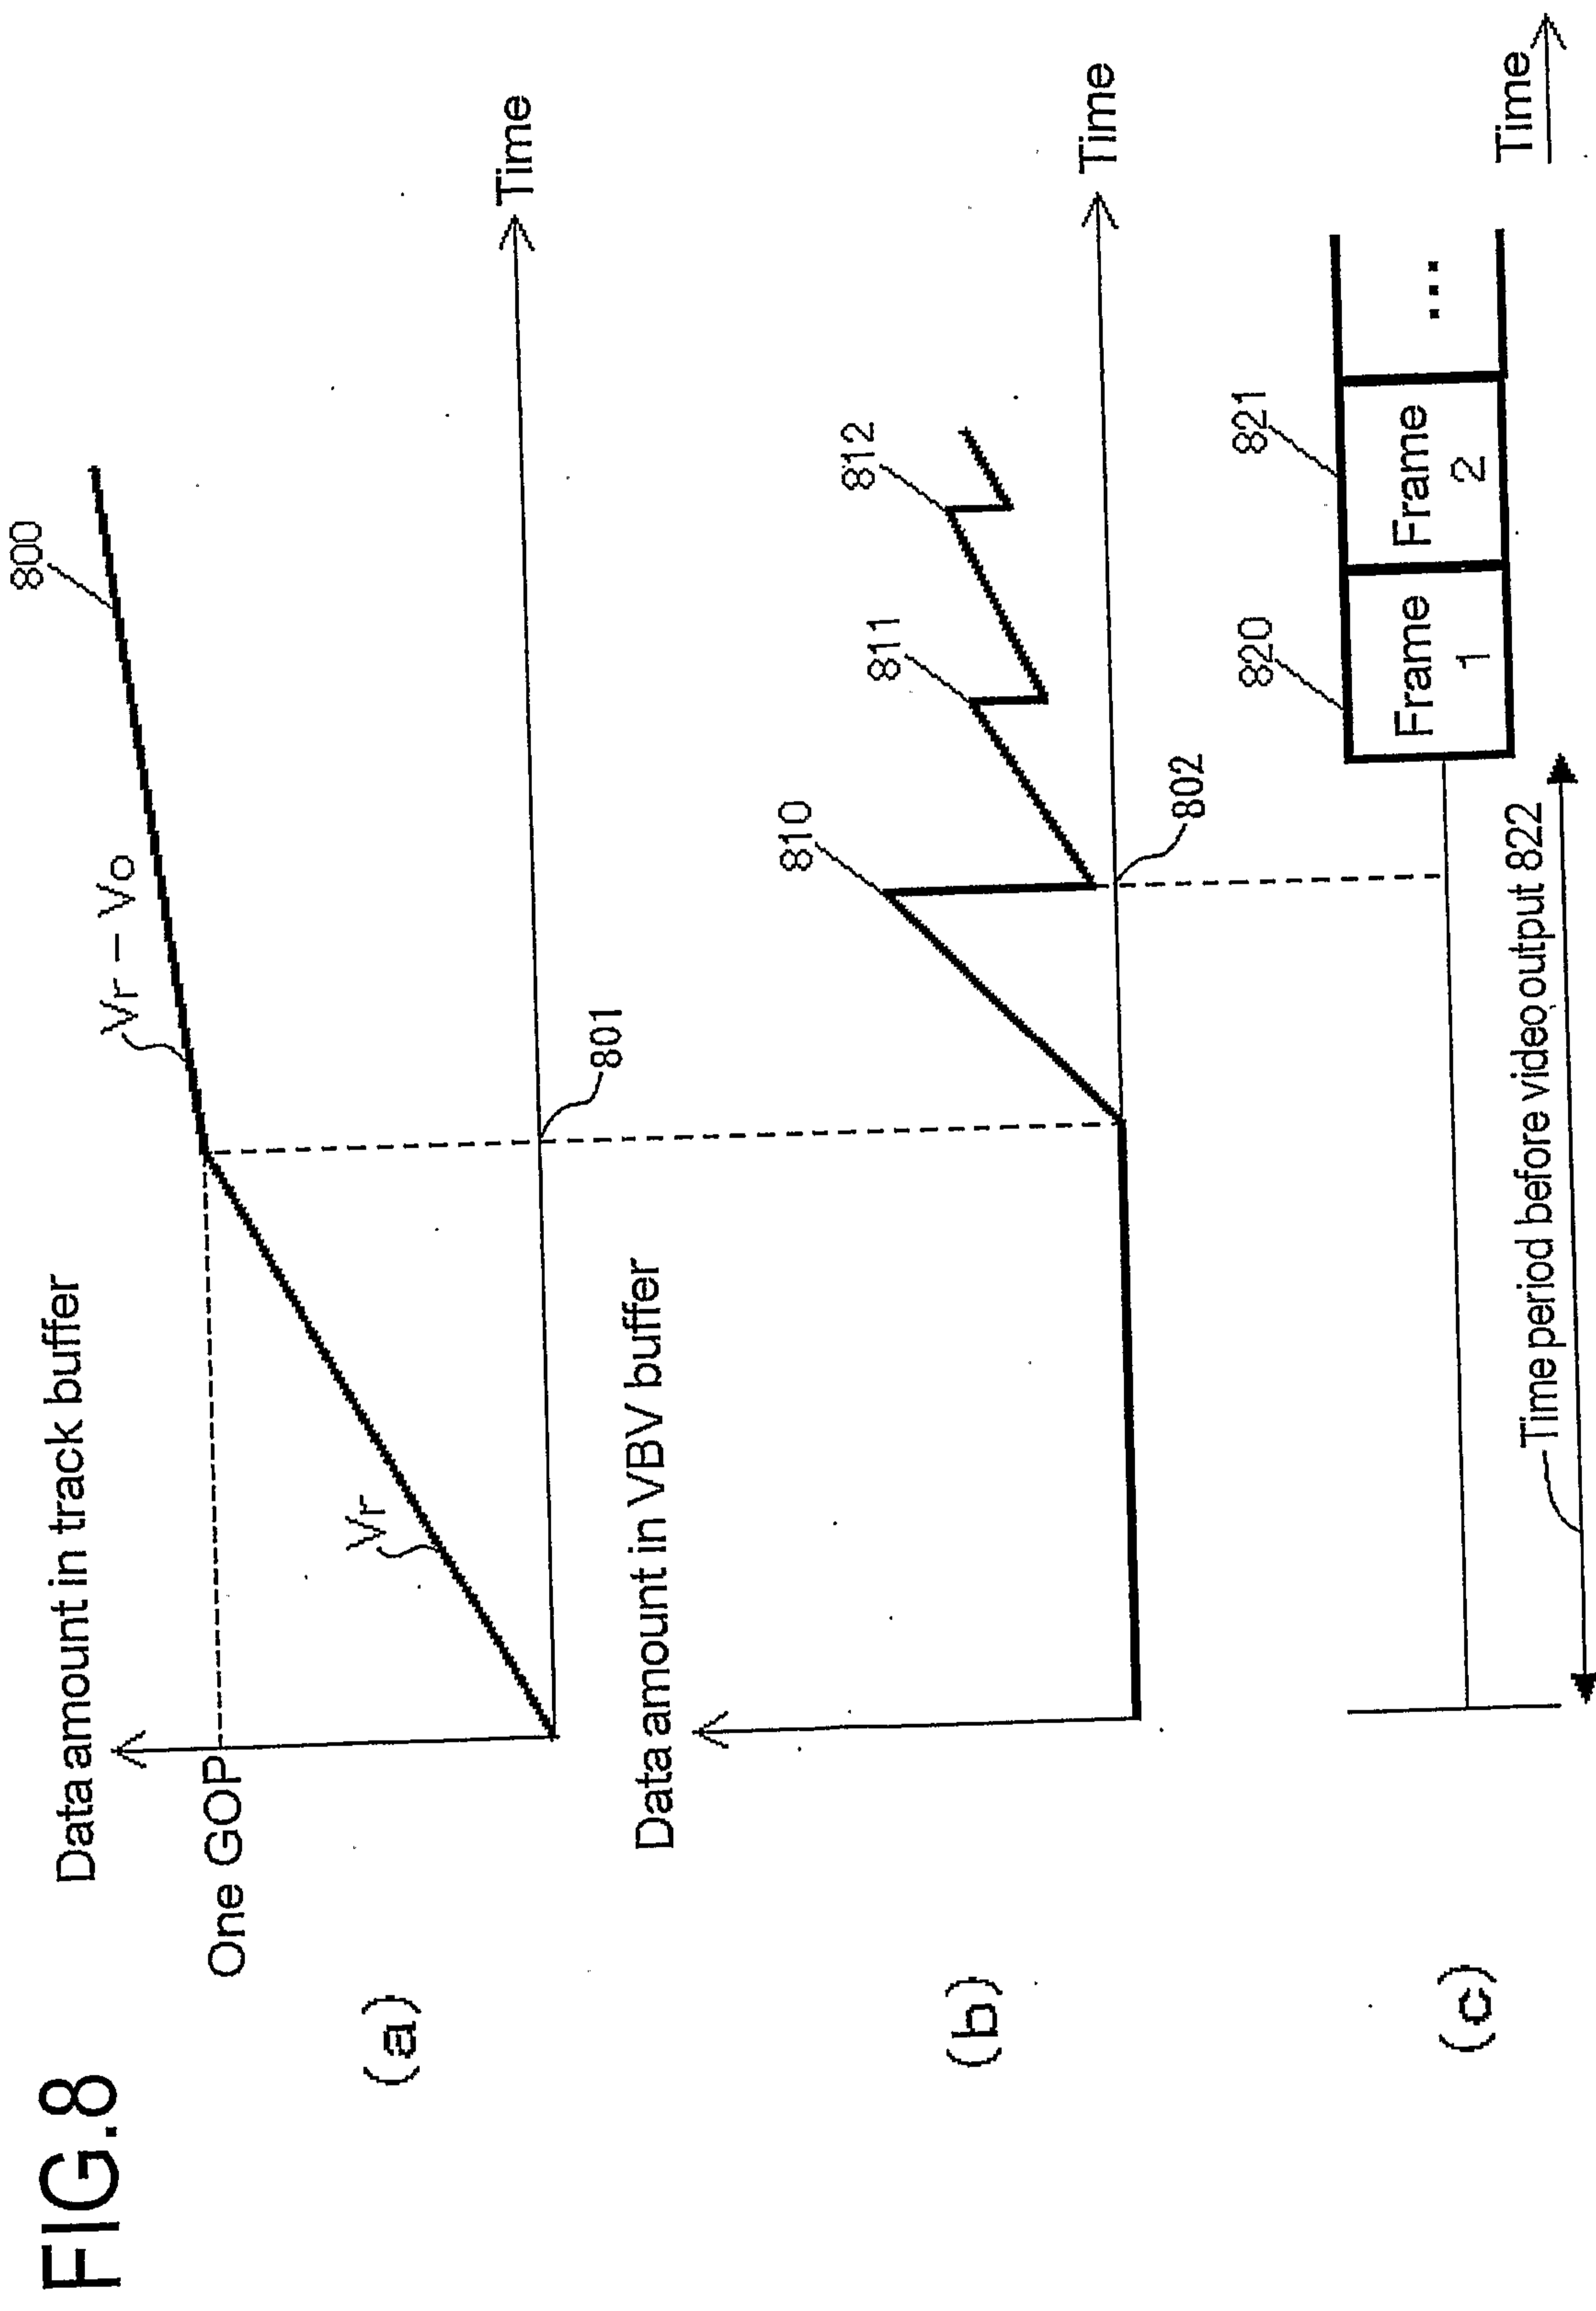 FIG.8
(a)
Data amount in track buffer
One GOP
Vr
Vr − Vo
800
801
Time
(b)
Data amount in VBV buffer
810
811
812
802
Time
(c)
820
821
Frame
1
Frame
2
...
Time period before video output 822
Time